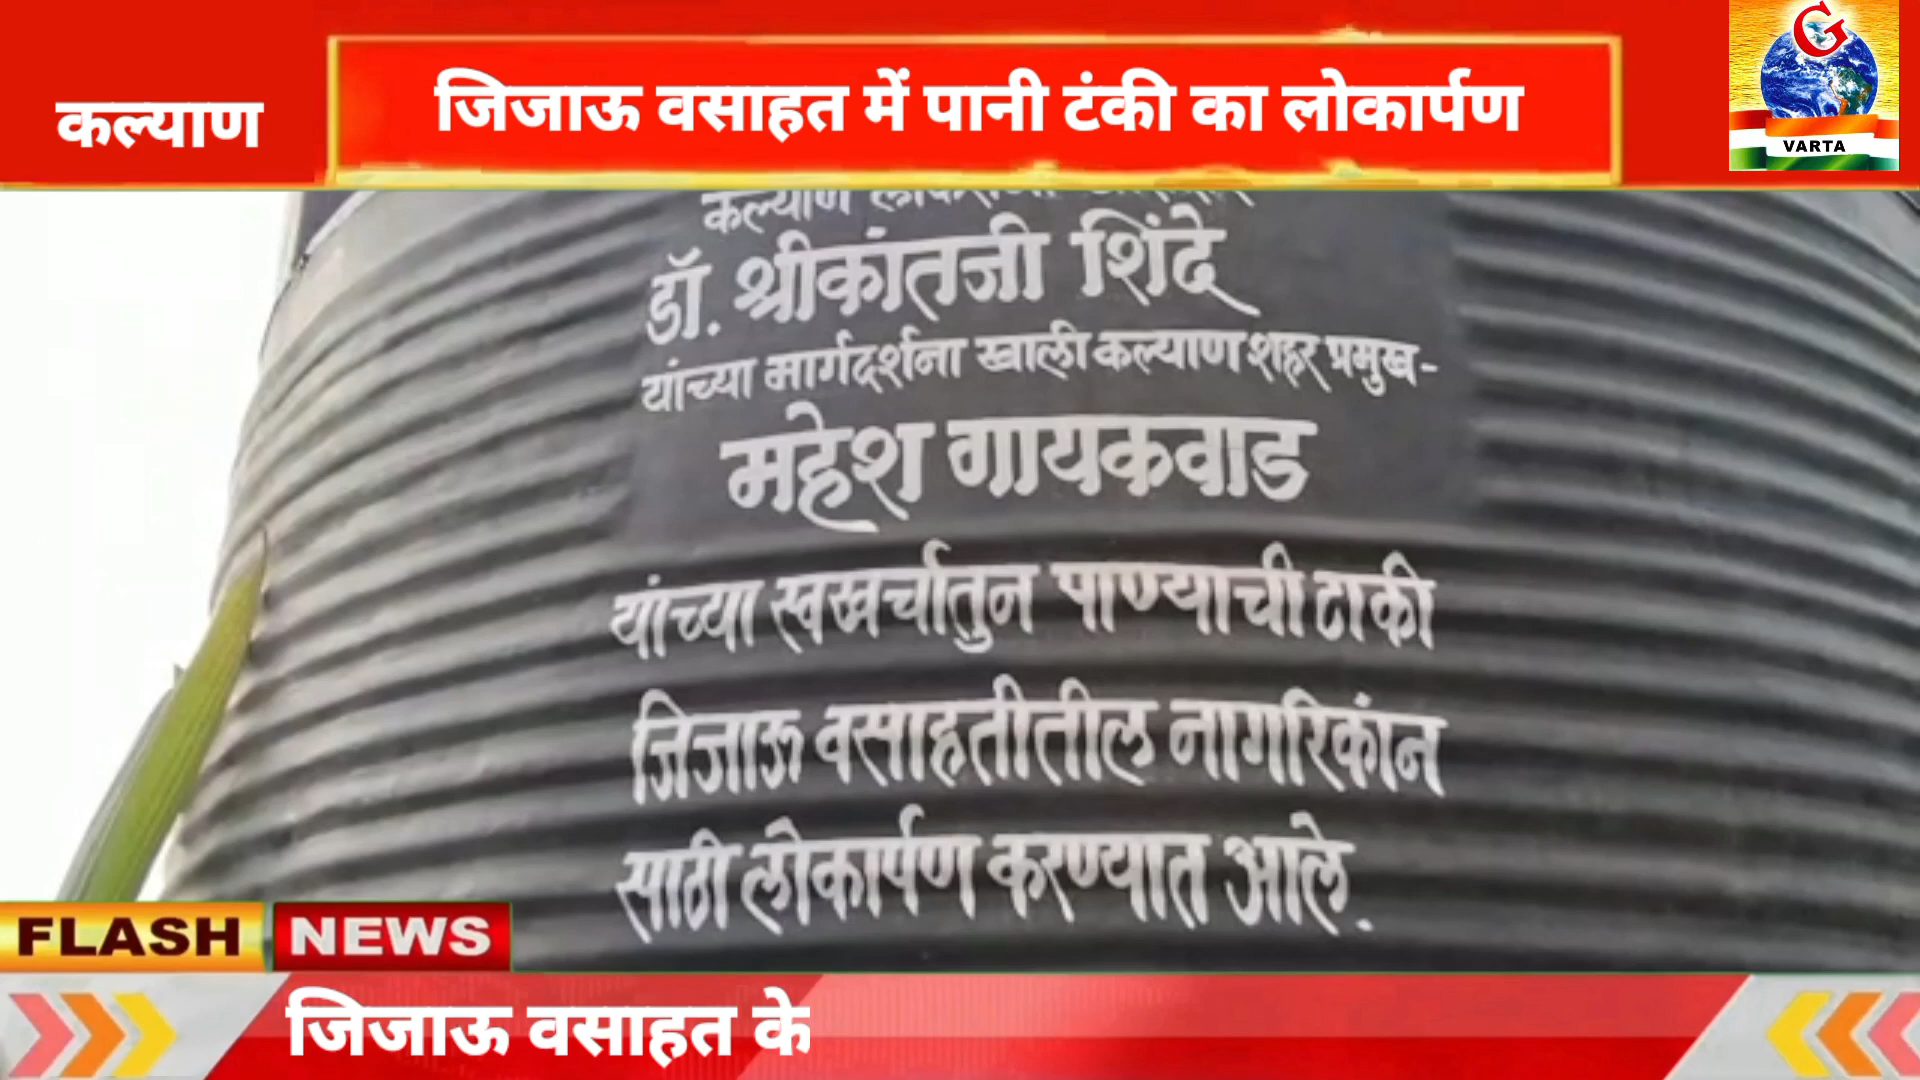 कल्याण
जिजाऊ वसाहत में पानी टंकी का लोकार्पण
G
VARTA
कल्याण
डॉ. श्रीकांतजी शिंदे
यांच्या मार्गदर्शना खाली कल्याण शहर प्रमुख-
महेश गायकवाड
यांच्या स्वखर्चातुन पाण्याची टाकी
जिजाऊ वसाहतीतील नागरिकांन
साठी लोकार्पण करण्यात आले.
FLASH NEWS
जिजाऊ वसाहत के